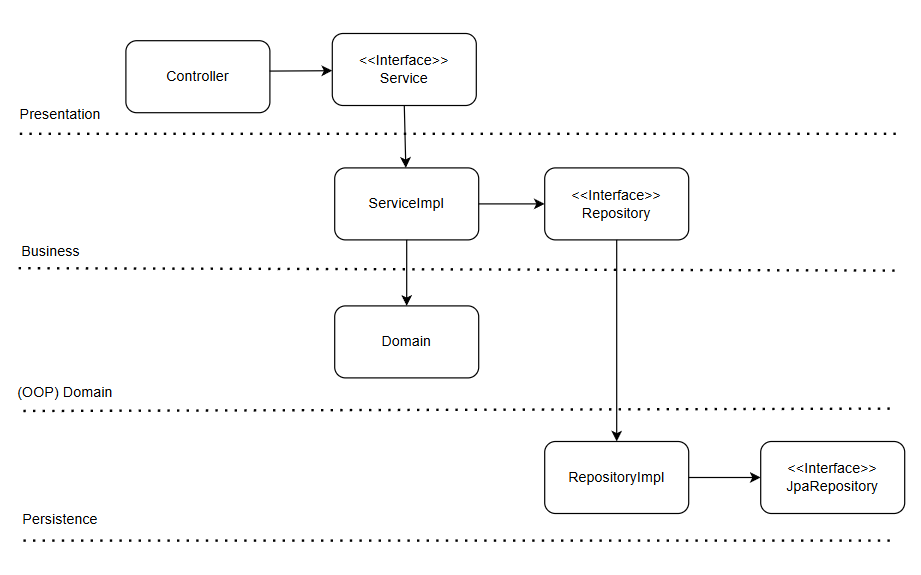 Controller
<<Interface>>
Service
Presentation
ServiceImpl
<<Interface>>
Repository
Business
Domain
(OOP) Domain
RepositoryImpl
<<Interface>>
JpaRepository
Persistence